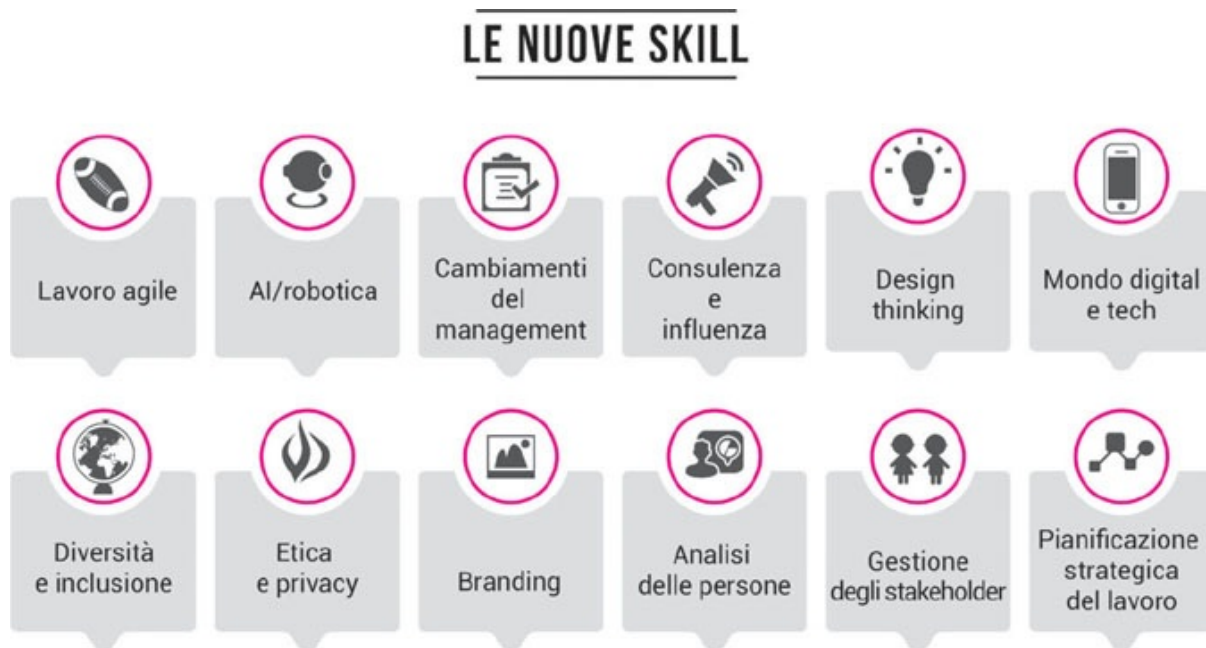 LE NUOVE SKILL
Lavoro agile
AI/robotica
Cambiamenti
del
management
Consulenza
e
influenza
Design
thinking
Mondo digital
e tech
Diversità
e inclusione
Etica
e privacy
Branding
Analisi
delle persone
Gestione
degli stakeholder
Pianificazione
strategica
del lavoro